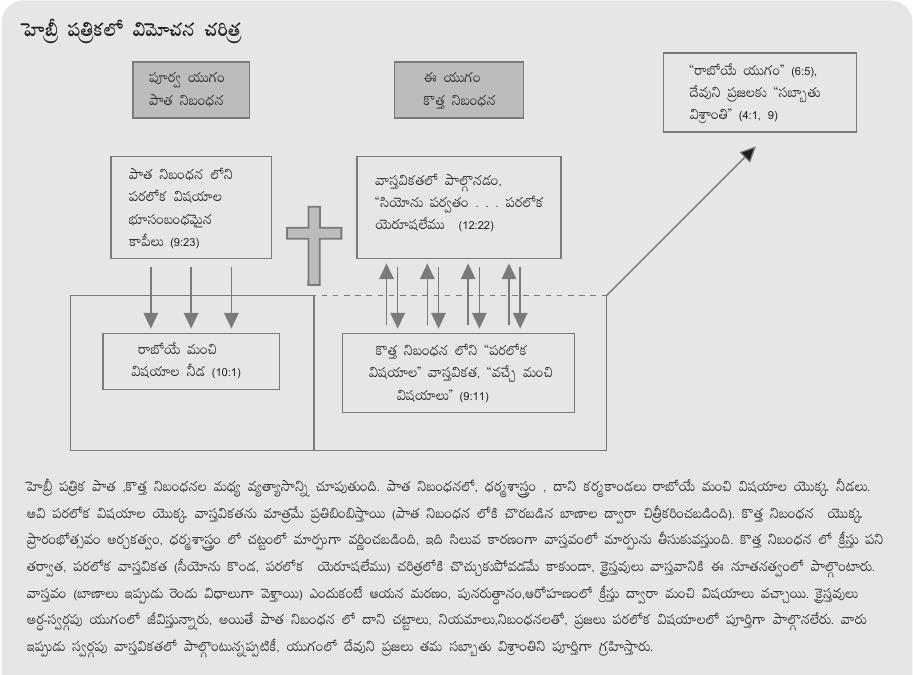 హెబ్రీ పత్రికలో విమోచన చరిత్ర
పూర్వ యుగం
పాత నిబంధన
ఈ యుగం
కొత్త నిబంధన
“రాబోయే యుగం” (6:5),
దేవుని ప్రజలకు “సబ్బాతు
విశ్రాంతి” (4:1, 9)
పాత నిబంధన లోని
పరలోక విషయాల
భూసంబంధమైన
కాపీలు (9:23)
వాస్తవికతలో పాల్గొనడం,
“సియోను పర్వతం . . . పరలోక
యెరూషలేము (12:22)
రాబోయే మంచి
విషయాల నీడ (10:1)
కొత్త నిబంధన లోని “పరలోక
విషయాల” వాస్తవికత, “వచ్చే మంచి
విషయాలు” (9:11)
హెబ్రీ పత్రిక పాత ,కొత్త నిబంధనల మధ్య వ్యత్యాసాన్ని చూపుతుంది. పాత నిబంధనలో, ధర్మశాస్త్రం , దాని కర్మకాండలు రాబోయే మంచి విషయాల యొక్క నీడలు.
అవి పరలోక విషయాల యొక్క వాస్తవికతను మాత్రమే ప్రతిబింబిస్తాయి (పాత నిబంధన లోకి చొరబడిన బాణాల ద్వారా చిత్రీకరించబడింది). కొత్త నిబంధన యొక్క
ప్రారంభోత్సవం అర్చకత్వం, ధర్మశాస్త్రం లో చట్టంలో మార్పుగా వర్ణించబడింది, ఇది సిలువ కారణంగా వాస్తవంలో మార్పును తీసుకువస్తుంది. కొత్త నిబంధన లో క్రీస్తు పని
తర్వాత, పరలోక వాస్తవికత (సీయోను కొండ, పరలోక యెరూషలేము) చరిత్రలోకి చొచ్చుకుపోవడమే కాకుండా, క్రైస్తవులు వాస్తవానికి ఈ నూతనత్వంలో పాల్గొంటారు.
వాస్తవం (బాణాలు ఇప్పుడు రెండు విధాలుగా వెళ్తాయి) ఎందుకంటే ఆయన మరణం, పునరుత్థానం,ఆరోహణంలో క్రీస్తు ద్వారా మంచి విషయాలు వచ్చాయి. క్రైస్తవులు
అర్ధ-స్వర్గపు యుగంలో జీవిస్తున్నారు, అయితే పాత నిబంధన లో దాని చట్టాలు, నియమాలు,నిబంధనలతో, ప్రజలు పరలోక విషయాలలో పూర్తిగా పాల్గొనలేరు. వారు
ఇప్పుడు స్వర్గపు వాస్తవికతలో పాల్గొంటున్నప్పటికీ, యుగంలో దేవుని ప్రజలు తమ సబ్బాతు విశ్రాంతిని పూర్తిగా గ్రహిస్తారు.